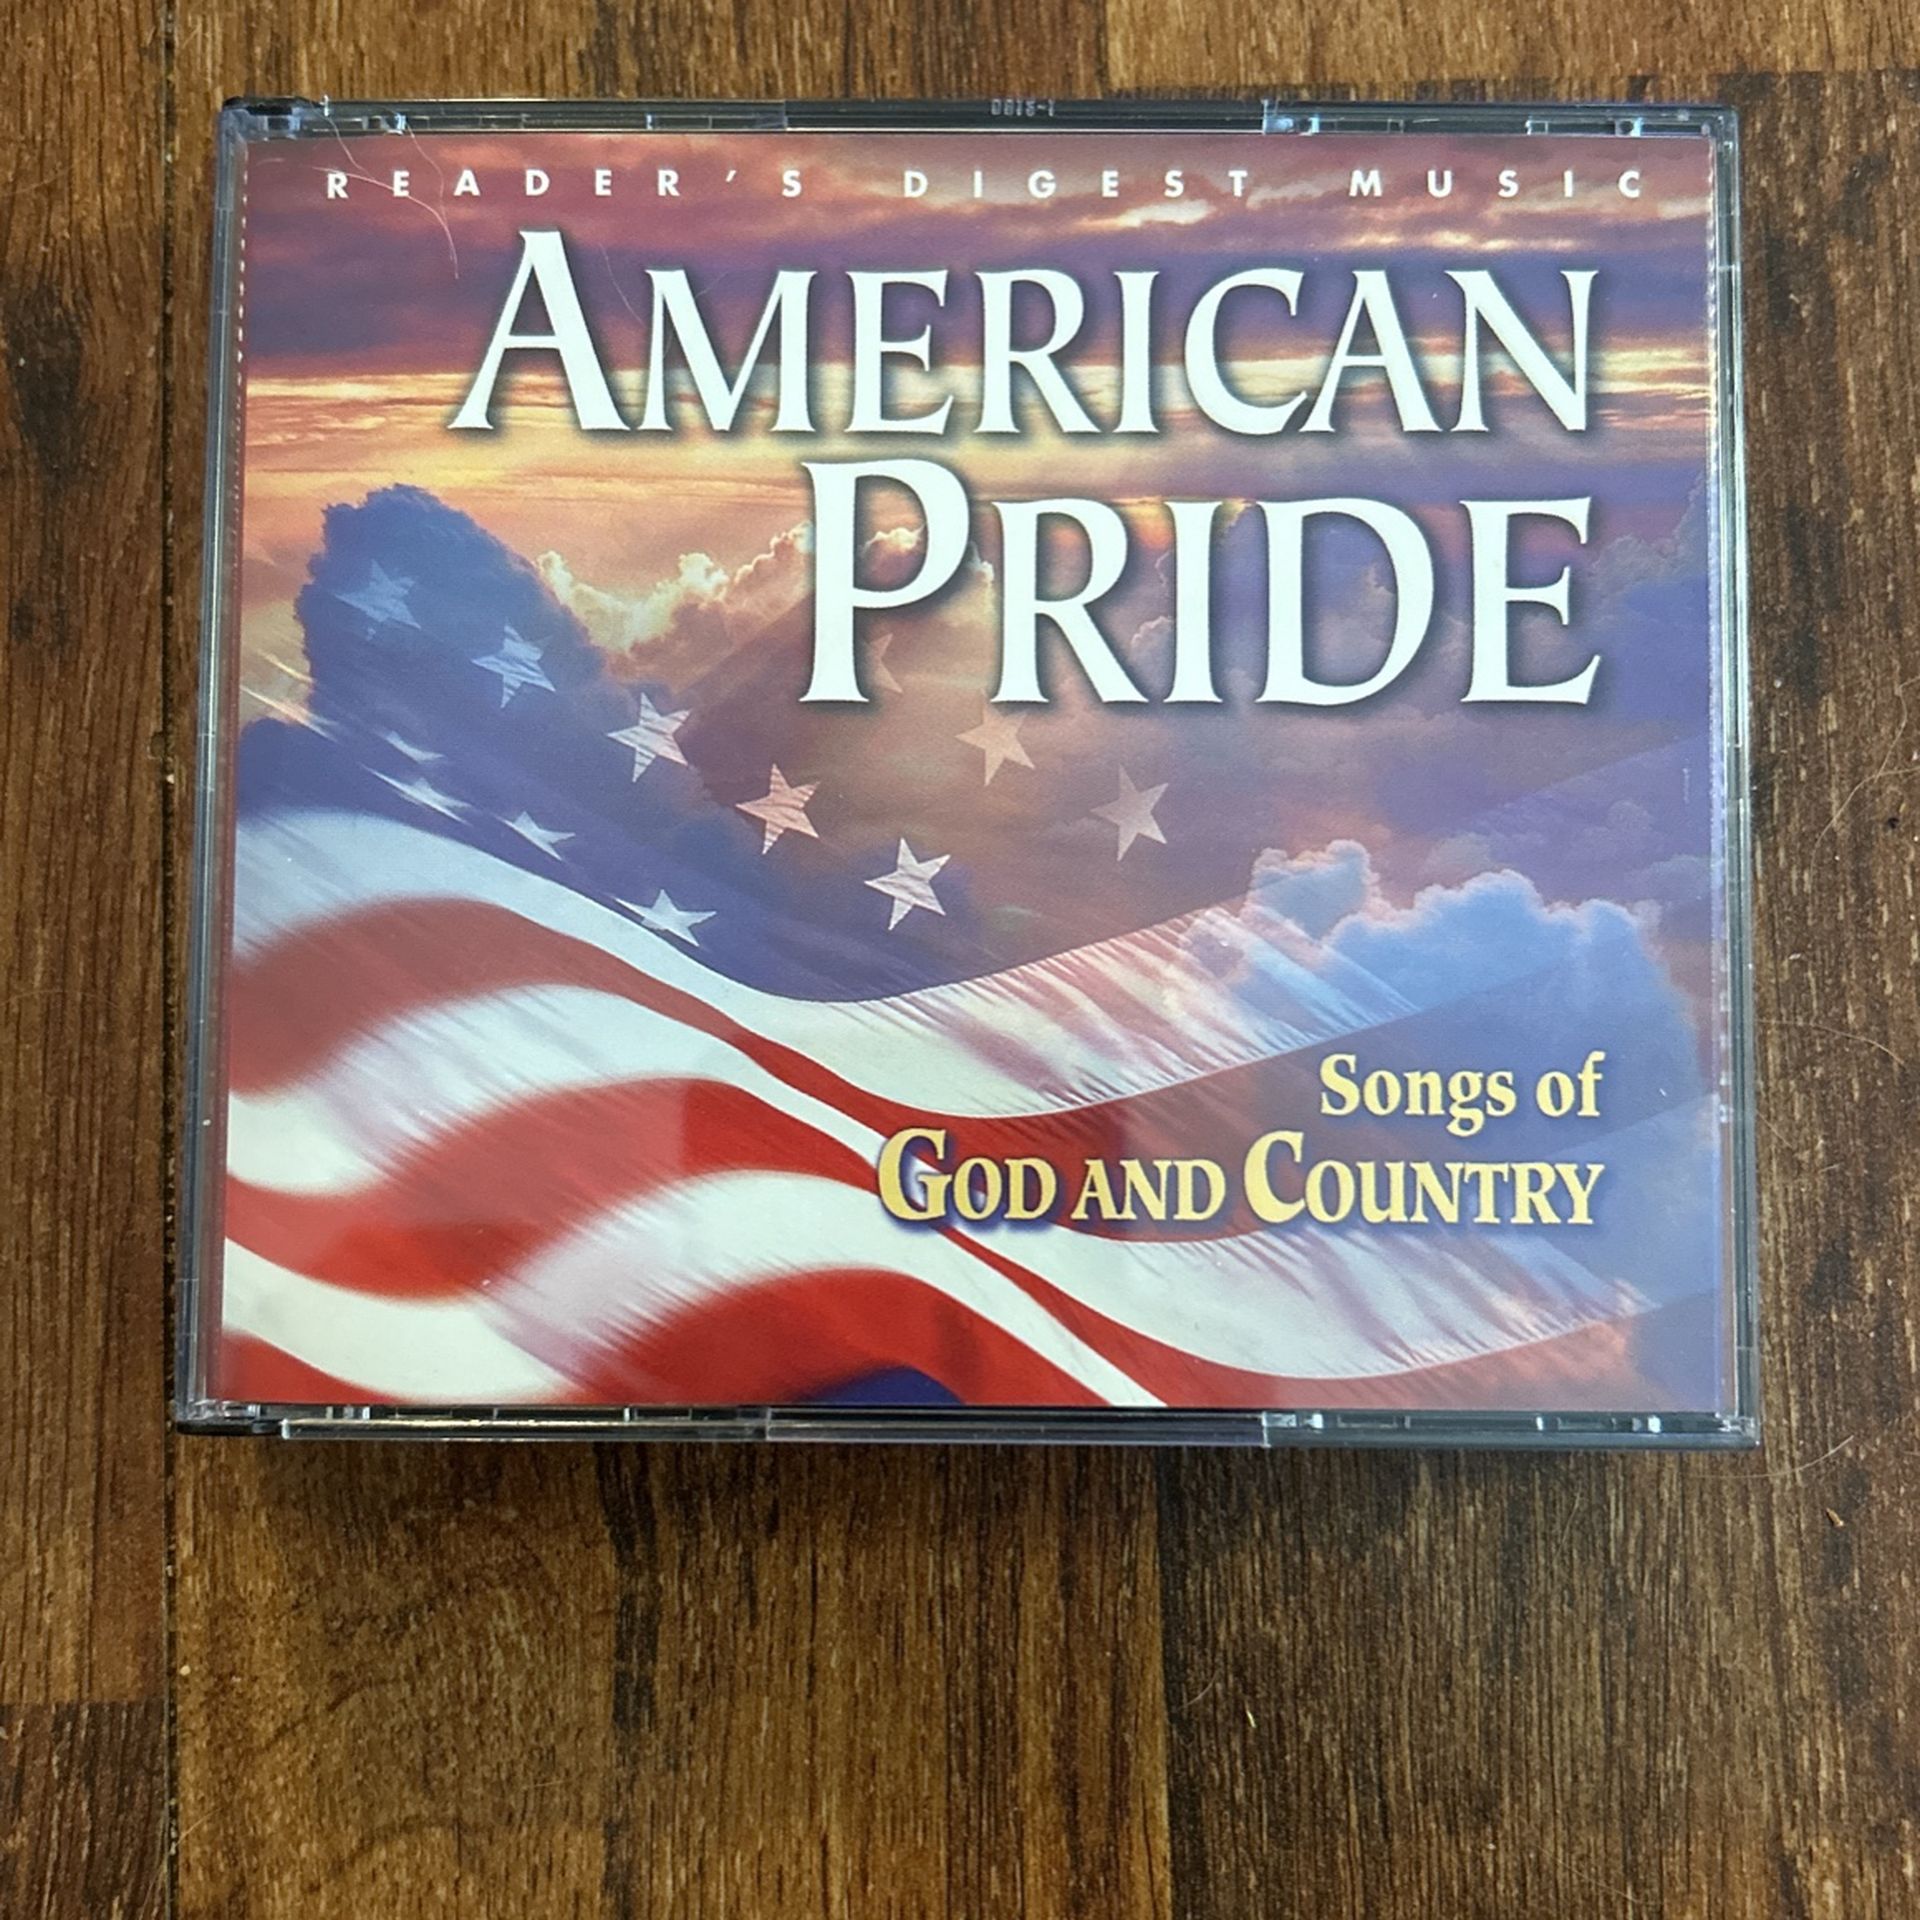 READER'S DIGEST MUSIC
AMERICAN
PRIDE
Songs of
GOD AND COUNTRY